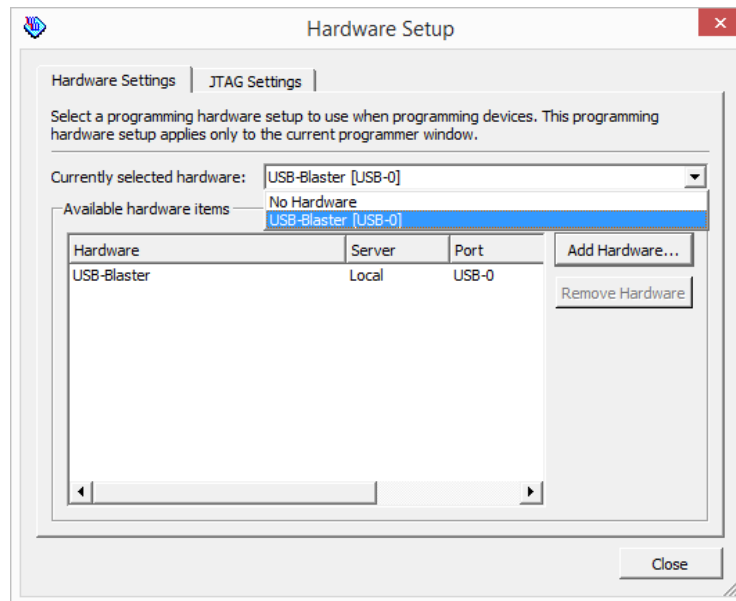 Hardware Setup
Hardware Settings
JTAG Settings
Select a programming hardware setup to use when programming devices. This programming
hardware setup applies only to the current programmer window.
Currently selected hardware:
USB-Blaster [USB-0]
No Hardware
USB-Blaster [USB-0]
Available hardware items
Hardware Server Port
USB-Blaster Local USB-0
Add Hardware...
Remove Hardware
Close